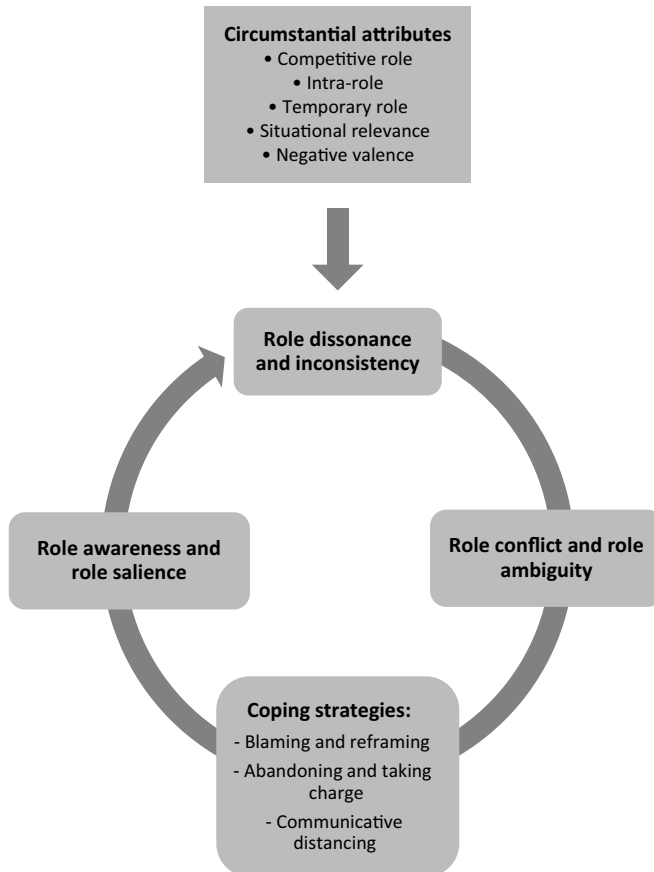 Circumstantial attributes
• Competitive role
• Intra-role
• Temporary role
• Situational relevance
• Negative valence
Role dissonance
and inconsistency
Role awareness and
role salience
Role conflict and role
ambiguity
Coping strategies:
- Blaming and reframing
- Abandoning and taking
charge
- Communicative
distancing